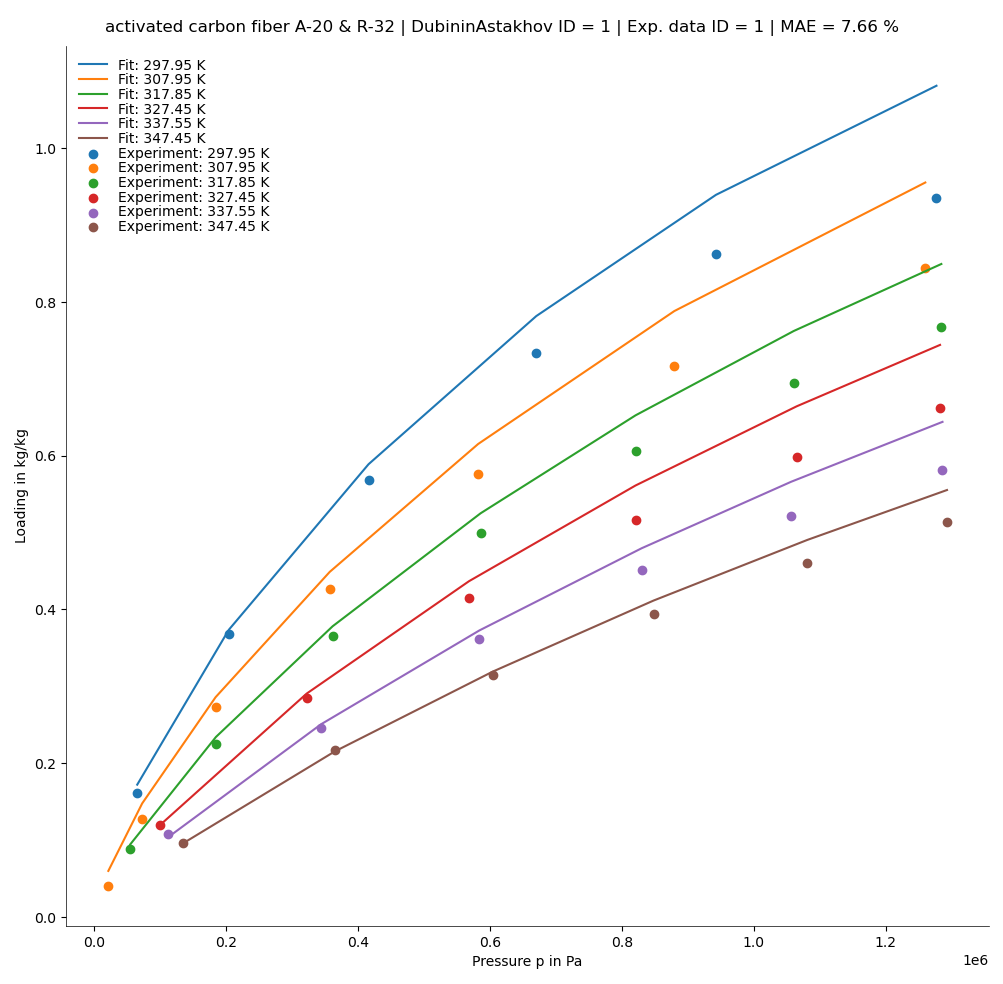 activated carbon fiber A-20 & R-32 | DubininAstakhov ID = 1 | Exp. data ID = 1 | MAE = 7.66 %
Fit: 297.95 K
Fit: 307.95 K
Fit: 317.85 K
Fit: 327.45 K
Fit: 337.55 K
Fit: 347.45 K
Experiment: 297.95 K
Experiment: 307.95 K
Experiment: 317.85 K
Experiment: 327.45 K
Experiment: 337.55 K
Experiment: 347.45 K
Loading in kg/kg
1.0
0.8
0.6
0.4
0.2
0.0
0.0 0.2 0.4 0.6 0.8 1.0 1.2
1e6
Pressure p in Pa